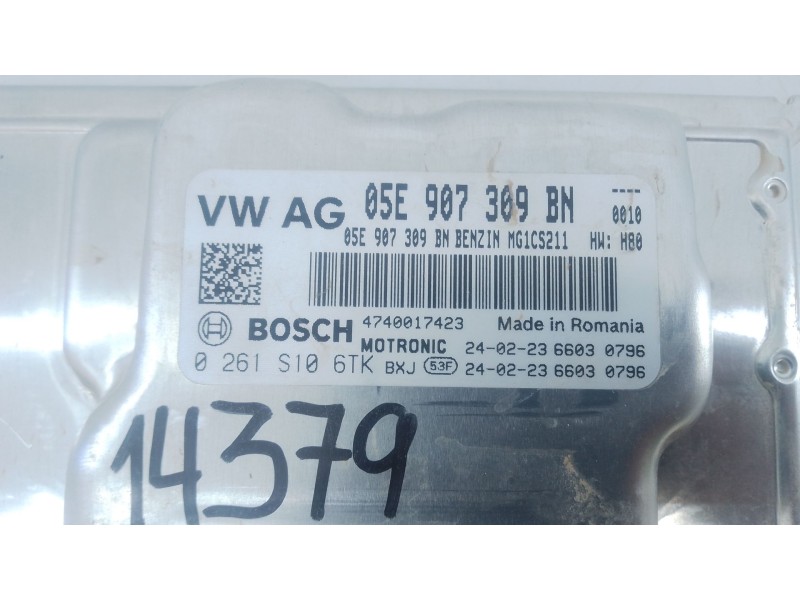 VW AG 05E 907 309 BN ---- 0010
05E 907 309 BN BENZIN MG1CS211 HW: H80
BOSCH 4740017423 Made in Romania
MOTRONIC 24-02-23 6603 0796
0 261 S10 6TK BXJ 53F 24-02-23 6603 0796
14379